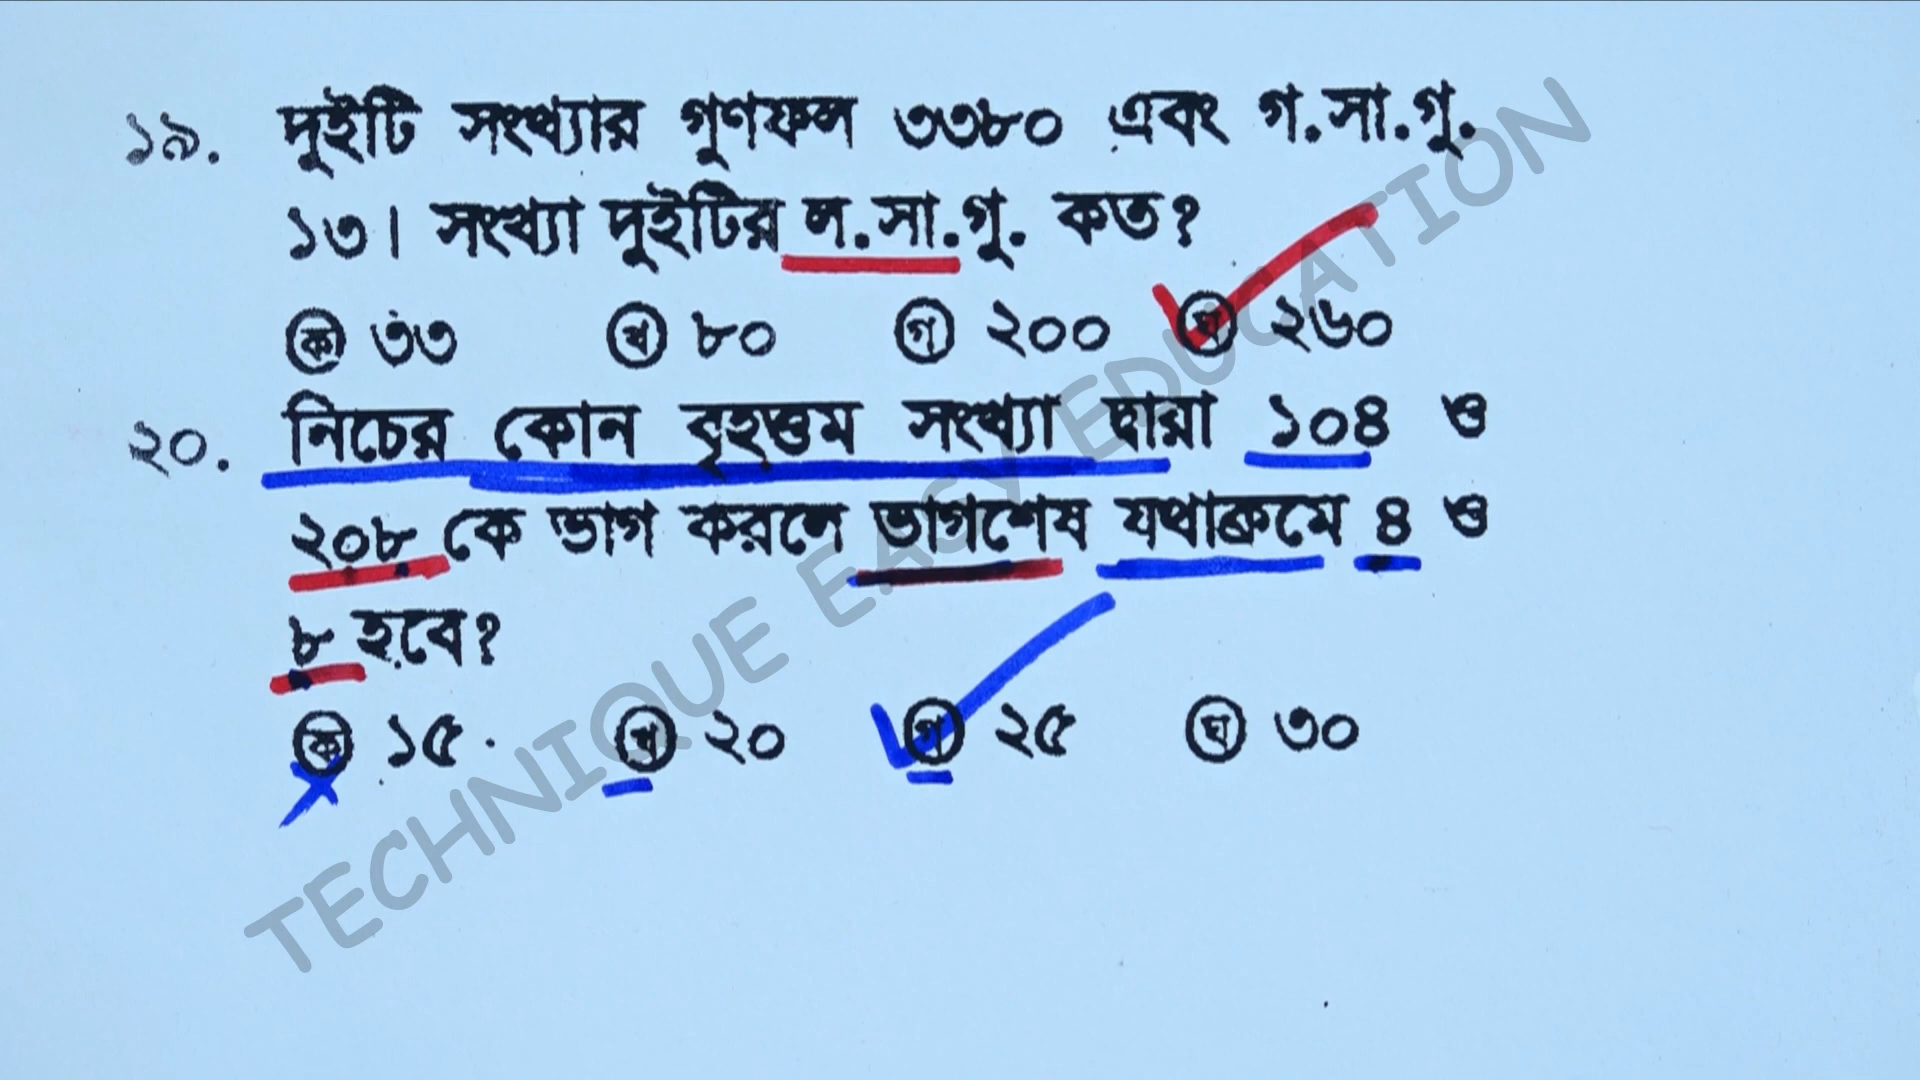 ১৯. দুইটি সংখ্যার গুণফল ৩৩৮০ এবং গ.সা.গু.
১৩। সংখ্যা দুইটির ল.সা.গু. কত?
ক ৩৩ খ ৮০ গ ২০০ ঘ ২৬০
২০. নিচের কোন বৃহত্তম সংখ্যা দ্বারা ১০৪ ও
২০৮ কে ভাগ করলে ভাগশেষ যথাক্রমে ৪ ও
৮ হবে?
ক ১৫ খ ২০ গ ২৫ ঘ ৩০
TECHNIQUE EASY EDUCATION